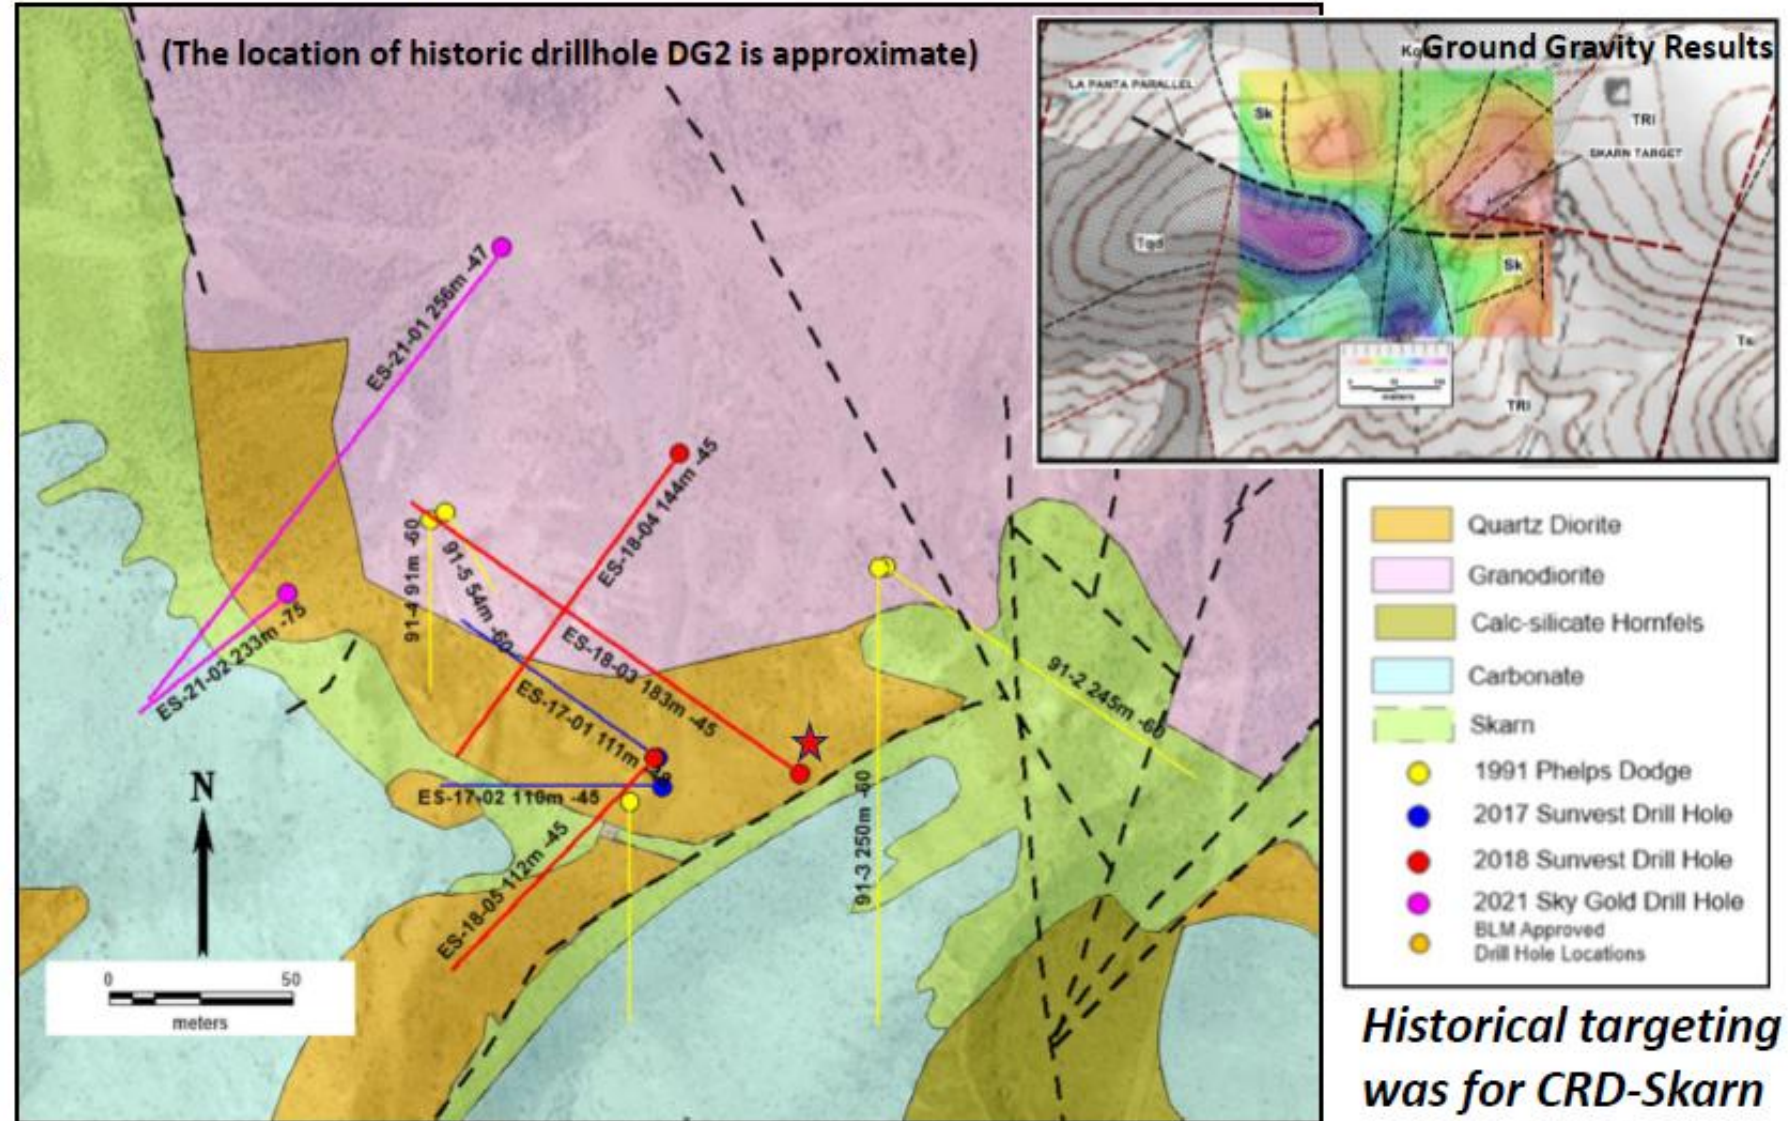 (The location of historic drillhole DG2 is approximate)
Ground Gravity Results
LA PANTA PARALLEL
Sk
TRI
SKARN TARGET
Tgd
Sk
meters
TRI
ES-21-01 256m -47
ES-18-04 144m -45
91-4 91m -60
91-5 54m -60
ES-18-03 183m -45
ES-21-02 233m -75
ES-17-01 111m
91-2 245m -60
ES-17-02 110m -45
91-3 250m -60
ES-18-05 112m -45
N
0 50
meters
Quartz Diorite
Granodiorite
Calc-silicate Hornfels
Carbonate
Skarn
1991 Phelps Dodge
2017 Sunvest Drill Hole
2018 Sunvest Drill Hole
2021 Sky Gold Drill Hole
BLM Approved
Drill Hole Locations
Historical targeting
was for CRD-Skarn